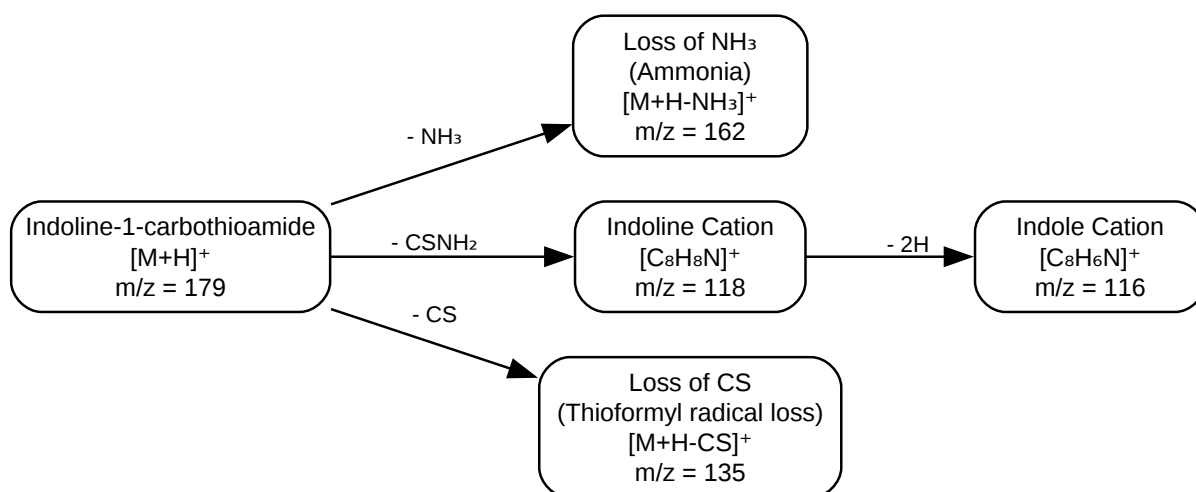 Loss of NH₃
(Ammonia)
[M+H-NH₃]⁺
m/z = 162
- NH₃
Indoline-1-carbothioamide
[M+H]⁺
m/z = 179
- CSNH₂
Indoline Cation
[C₈H₈N]⁺
m/z = 118
- 2H
Indole Cation
[C₈H₆N]⁺
m/z = 116
- CS
Loss of CS
(Thioformyl radical loss)
[M+H-CS]⁺
m/z = 135